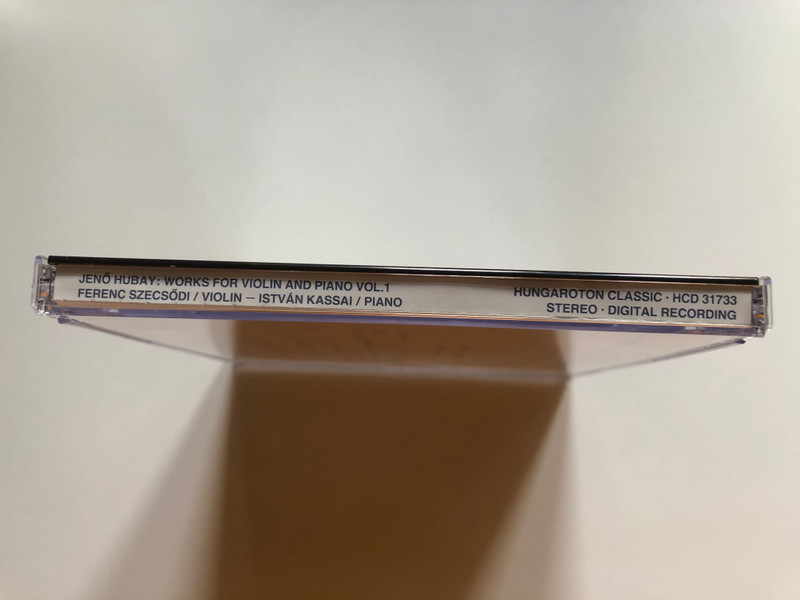 JENŐ HUBAY: WORKS FOR VIOLIN AND PIANO VOL.1
FERENC SZECSŐDI / VIOLIN – ISTVÁN KASSAI / PIANO
HUNGAROTON CLASSIC · HCD 31733
STEREO · DIGITAL RECORDING